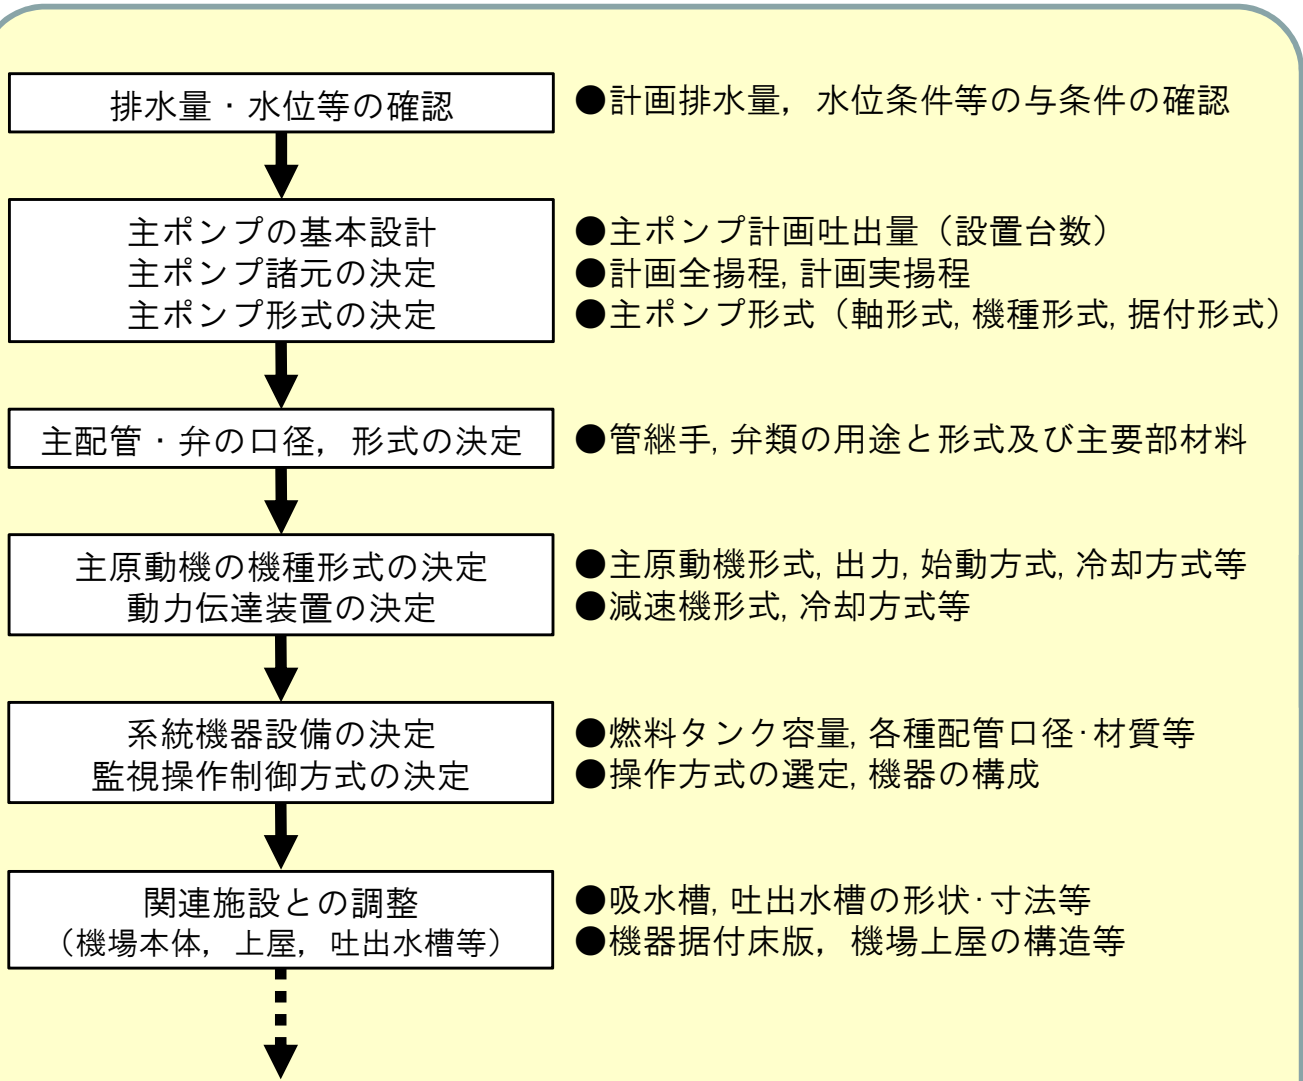 排水量・水位等の確認
●計画排水量，水位条件等の与条件の確認
主ポンプの基本設計
主ポンプ諸元の決定
主ポンプ形式の決定
●主ポンプ計画吐出量（設置台数）
●計画全揚程, 計画実揚程
●主ポンプ形式（軸形式, 機種形式, 据付形式）
主配管・弁の口径，形式の決定
●管継手, 弁類の用途と形式及び主要部材料
主原動機の機種形式の決定
動力伝達装置の決定
●主原動機形式, 出力, 始動方式, 冷却方式等
●減速機形式, 冷却方式等
系統機器設備の決定
監視操作制御方式の決定
●燃料タンク容量, 各種配管口径･材質等
●操作方式の選定, 機器の構成
関連施設との調整
（機場本体，上屋，吐出水槽等）
●吸水槽, 吐出水槽の形状･寸法等
●機器据付床版，機場上屋の構造等